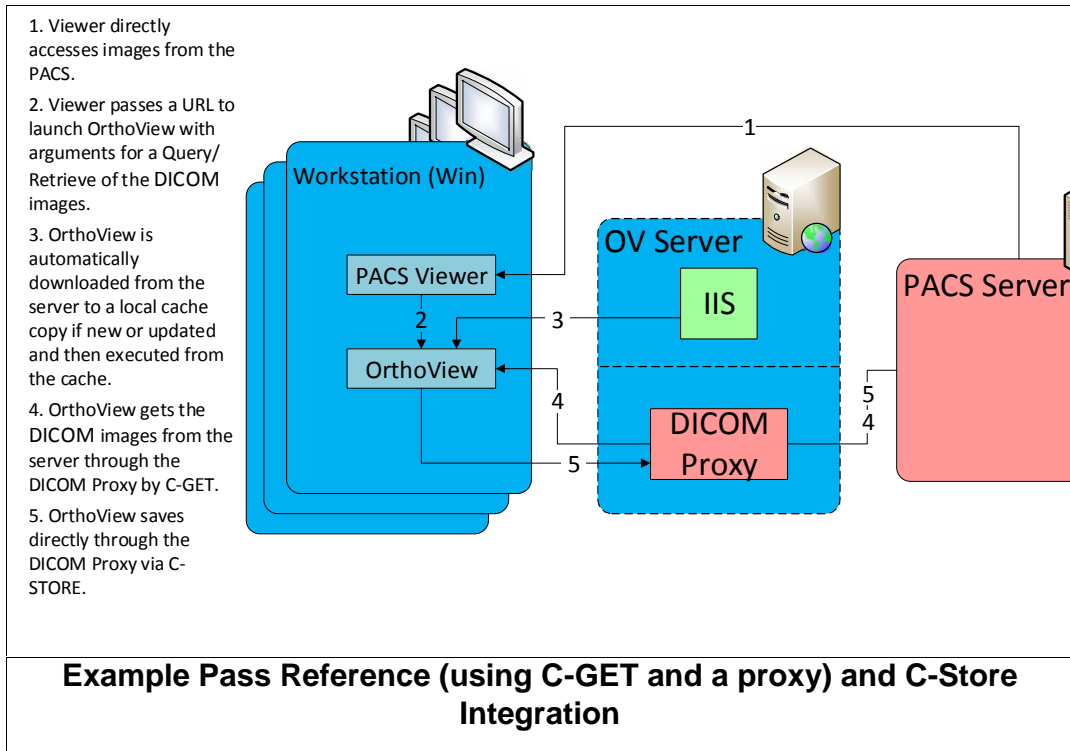 1. Viewer directly
accesses images from the
PACS.
2. Viewer passes a URL to
launch OrthoView with
arguments for a Query/
Retrieve of the DICOM
images.
3. OrthoView is
automatically
downloaded from the
server to a local cache
copy if new or updated
and then executed from
the cache.
4. OrthoView gets the
DICOM images from the
server through the
DICOM Proxy by C-GET.
5. OrthoView saves
directly through the
DICOM Proxy via C-
STORE.
Workstation (Win)
PACS Viewer
2
OrthoView
1
3
4
5
OV Server
IIS
DICOM
Proxy
5
4
PACS Server
Example Pass Reference (using C-GET and a proxy) and C-Store
Integration